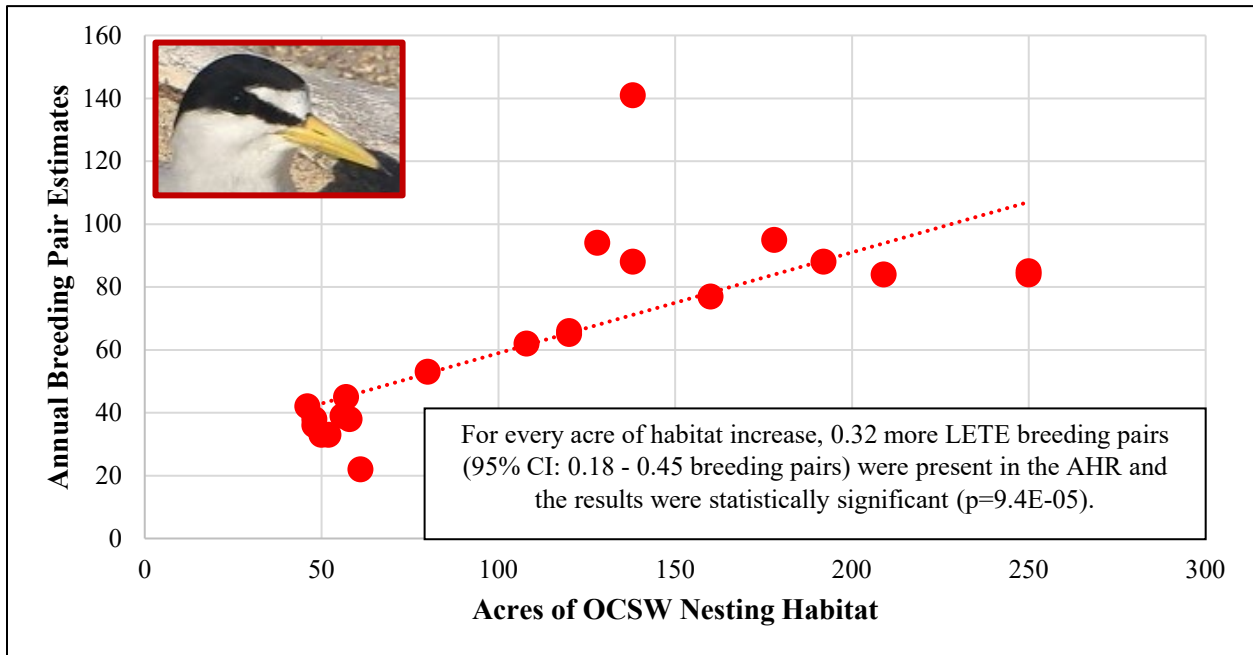 160
140
120
100
80
60
40
20
0
Annual Breeding Pair Estimates
For every acre of habitat increase, 0.32 more LETE breeding pairs
(95% CI: 0.18 - 0.45 breeding pairs) were present in the AHR and
the results were statistically significant (p=9.4E-05).
0 50 100 150 200 250 300
Acres of OCSW Nesting Habitat